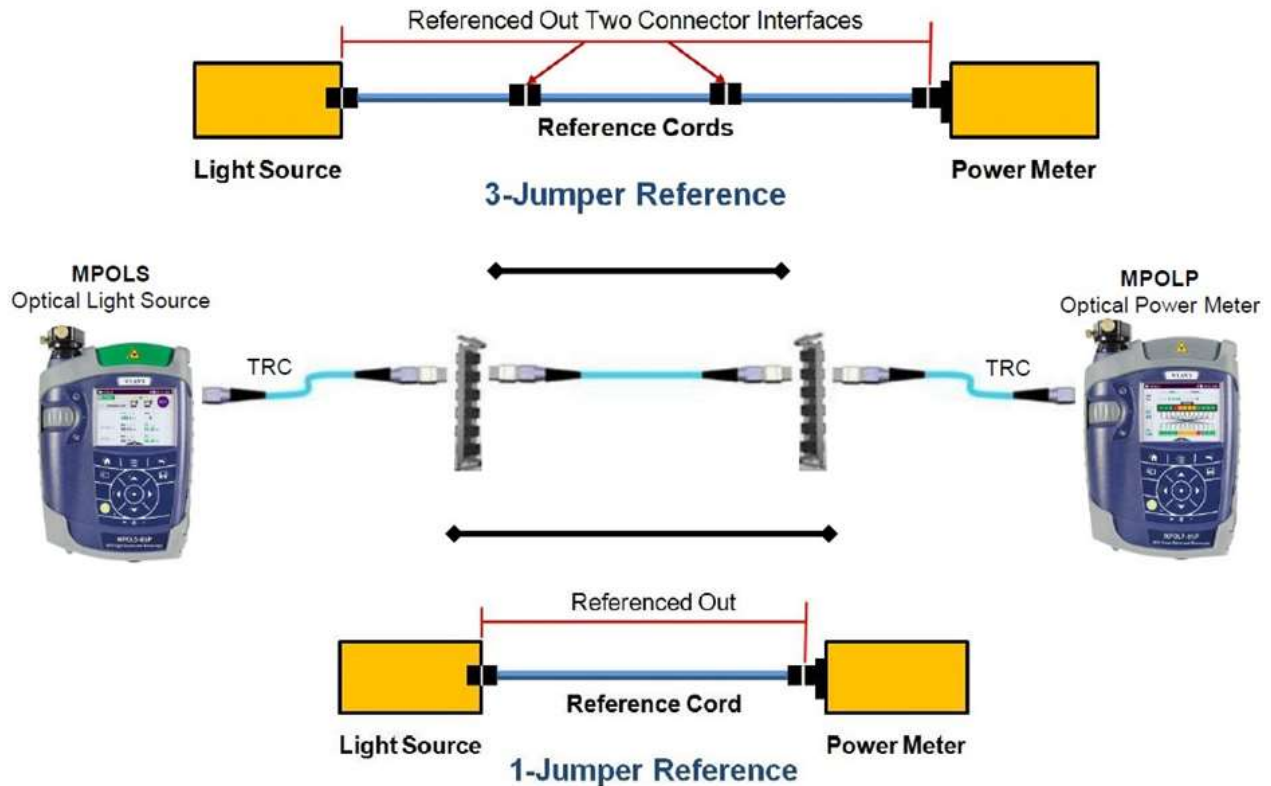 Referenced Out Two Connector Interfaces
Reference Cords
Light Source
Power Meter
3-Jumper Reference
MPOLS
Optical Light Source
MPOLP
Optical Power Meter
TRC
TRC
VIAVI
Referenced Out
Reference Cord
Light Source
Power Meter
1-Jumper Reference